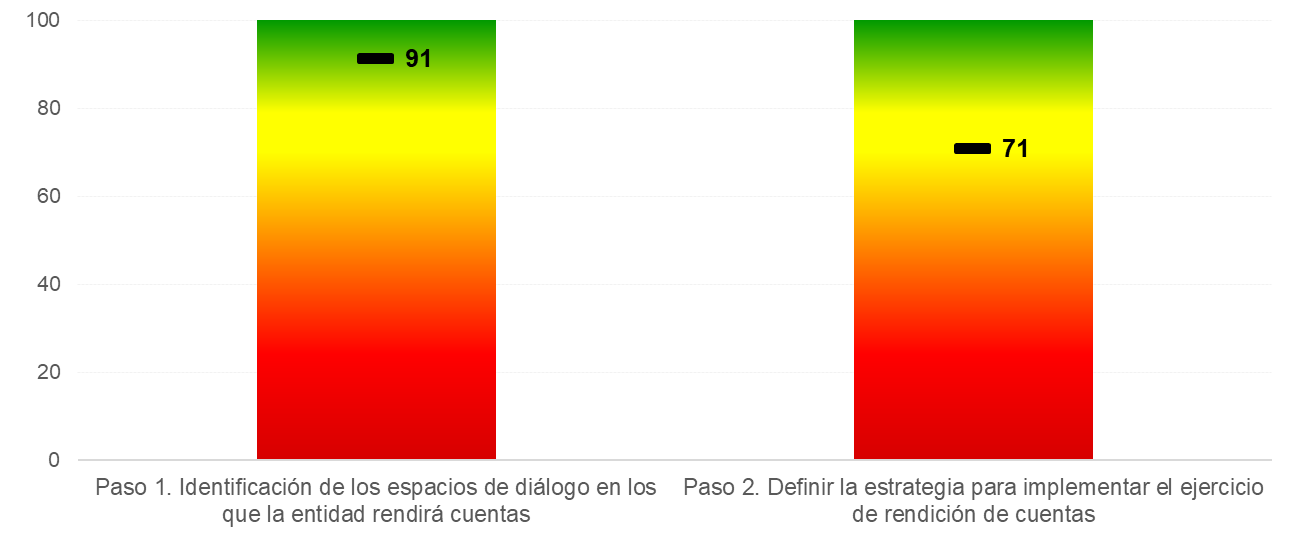 100
80
60
40
20
0
91
71
Paso 1. Identificación de los espacios de diálogo en los
que la entidad rendirá cuentas
Paso 2. Definir la estrategia para implementar el ejercicio
de rendición de cuentas